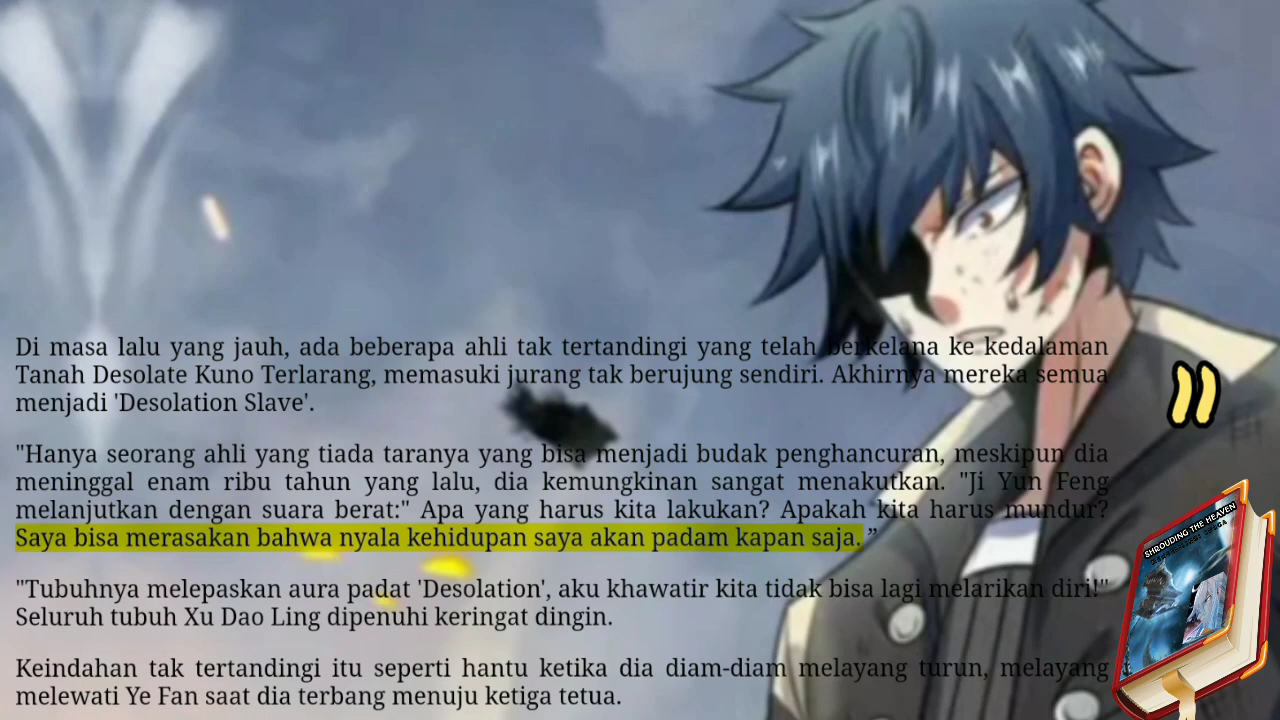 Di masa lalu yang jauh, ada beberapa ahli tak tertandingi yang telah berkelana ke kedalaman
Tanah Desolate Kuno Terlarang, memasuki jurang tak berujung sendiri. Akhirnya mereka semua
menjadi 'Desolation Slave'.
"Hanya seorang ahli yang tiada taranya yang bisa menjadi budak penghancuran, meskipun dia
meninggal enam ribu tahun yang lalu, dia kemungkinan sangat menakutkan. "Ji Yun Feng
melanjutkan dengan suara berat:" Apa yang harus kita lakukan? Apakah kita harus mundur?
Saya bisa merasakan bahwa nyala kehidupan saya akan padam kapan saja. ”
"Tubuhnya melepaskan aura padat 'Desolation', aku khawatir kita tidak bisa lagi melarikan diri!"
Seluruh tubuh Xu Dao Ling dipenuhi keringat dingin.
Keindahan tak tertandingi itu seperti hantu ketika dia diam-diam melayang turun, melayang
melewati Ye Fan saat dia terbang menuju ketiga tetua.
SHROUDING THE HEAVEN